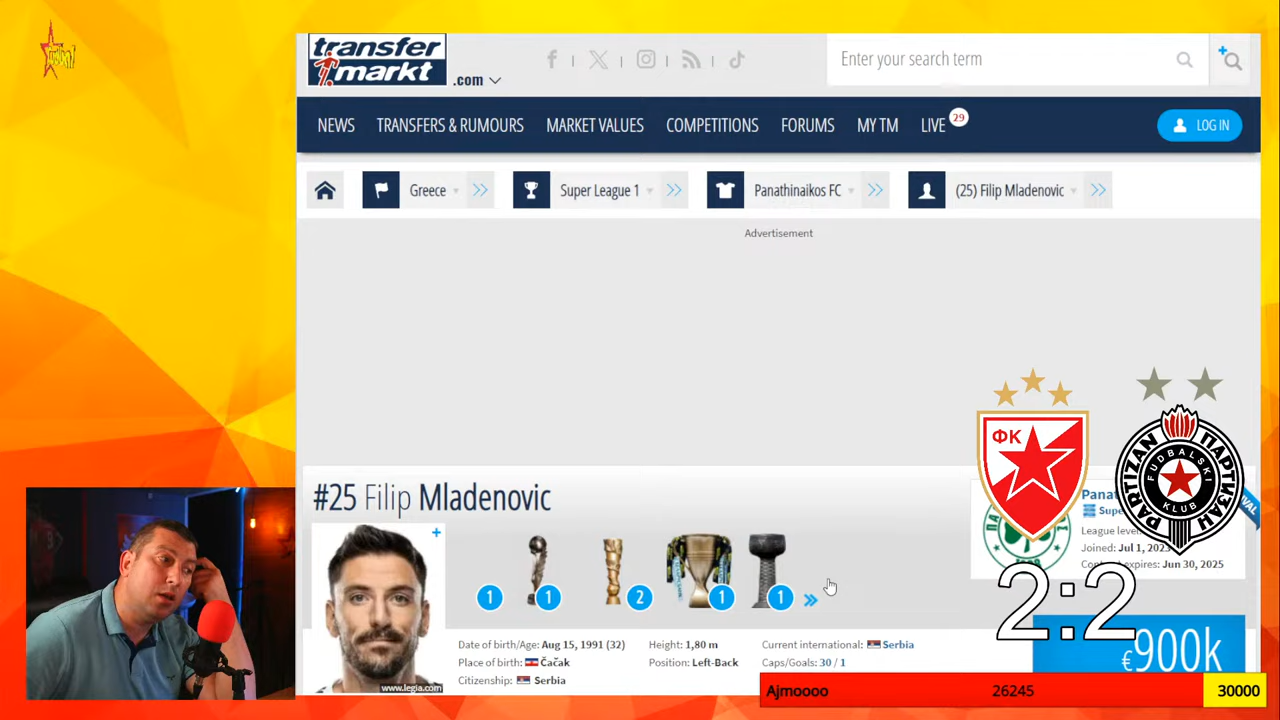 transfer
markt
.com
Enter your search term
NEWS
TRANSFERS & RUMOURS
MARKET VALUES
COMPETITIONS
FORUMS
MY TM
LIVE
29
LOG IN
Greece
Super League 1
Panathinaikos FC
(25) Filip Mladenovic
Advertisement
#25 Filip Mladenovic
1
1
2
1
1
www.legia.com
Date of birth/Age: Aug 15, 1991 (32)
Place of birth: Čačak
Citizenship: Serbia
Height: 1,80 m
Position: Left-Back
Current international: Serbia
Caps/Goals: 30 / 1
League level
Joined: Jul 1, 2023
expires: Jun 30, 2025
€900k
ФК
ПАРТИЗАН
PARTIZAN
FUDBALSKI
KLUB
2:2
Ajmoooo
26245
30000